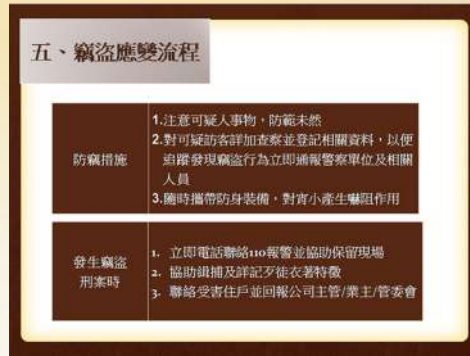 五、竊盜應變流程
防竊措施
1.注意可疑人事物，防範未然
2.對可疑訪客詳加查察並登記相關資料，以便
追蹤發現竊盜行為立即通報警察單位及相關
人員
3.隨時攜帶防身裝備，對宵小產生嚇阻作用
發生竊盜
刑案時
1. 立即電話聯絡110報警並協助保留現場
2. 協助緝捕及詳記歹徒衣著特徵
3. 聯絡受害住戶並回報公司主管/業主/管委會